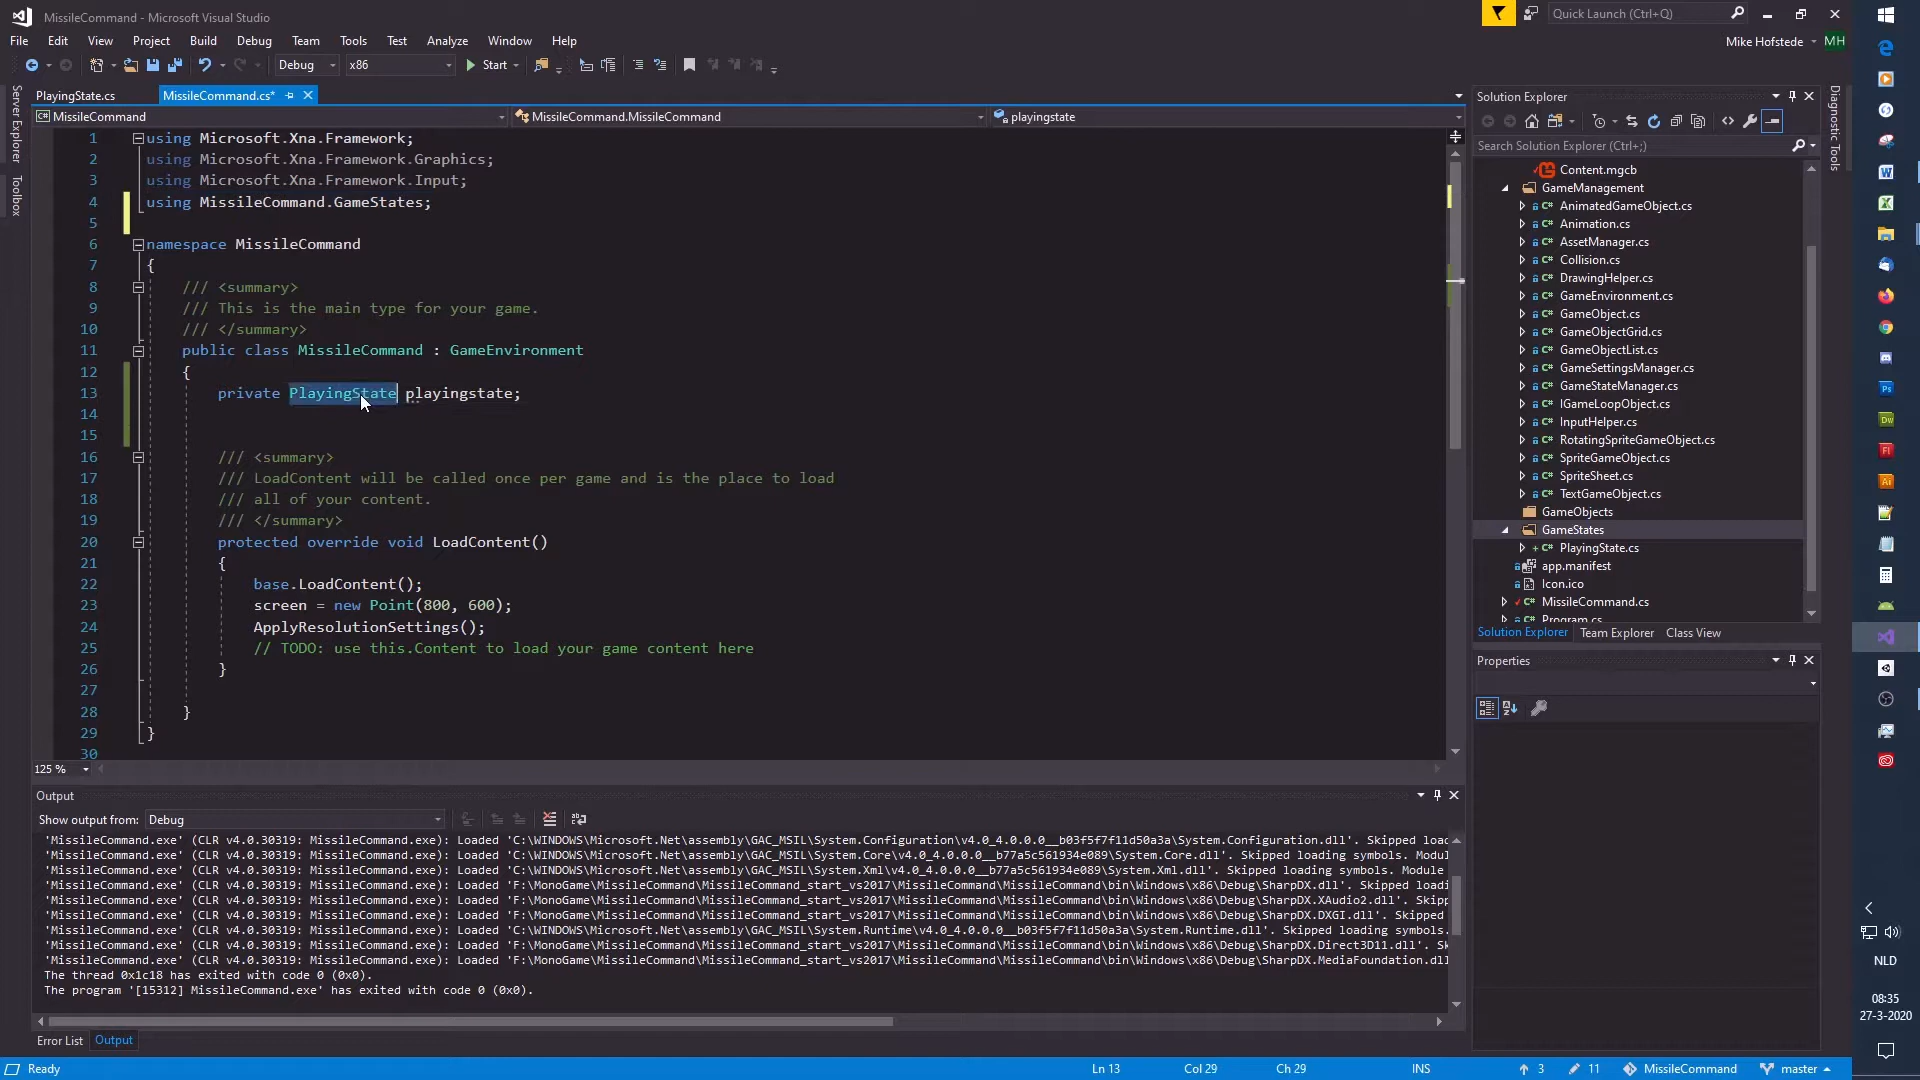 MissileCommand - Microsoft Visual Studio
Quick Launch (Ctrl+Q)
File Edit View Project Build Debug Team Tools Test Analyze Window Help
Mike Hofstede MH
Debug x86 Start
Server Explorer
Toolbox
PlayingState.cs MissileCommand.cs*
MissileCommand MissileCommand.MissileCommand playingstate
1 using Microsoft.Xna.Framework;
2 using Microsoft.Xna.Framework.Graphics;
3 using Microsoft.Xna.Framework.Input;
4 using MissileCommand.GameStates;
5
6 namespace MissileCommand
7 {
8 /// <summary>
9 /// This is the main type for your game.
10 /// </summary>
11 public class MissileCommand : GameEnvironment
12 {
13 private PlayingState playingstate;
14
15
16 /// <summary>
17 /// LoadContent will be called once per game and is the place to load
18 /// all of your content.
19 /// </summary>
20 protected override void LoadContent()
21 {
22 base.LoadContent();
23 screen = new Point(800, 600);
24 ApplyResolutionSettings();
25 // TODO: use this.Content to load your game content here
26 }
27
28 }
29 }
30
125 %
Solution Explorer
Search Solution Explorer (Ctrl+;)
Content.mgcb
GameManagement
C# AnimatedGameObject.cs
C# Animation.cs
C# AssetManager.cs
C# Collision.cs
C# DrawingHelper.cs
C# GameEnvironment.cs
C# GameObject.cs
C# GameObjectGrid.cs
C# GameObjectList.cs
C# GameSettingsManager.cs
C# GameStateManager.cs
C# IGameLoopObject.cs
C# InputHelper.cs
C# RotatingSpriteGameObject.cs
C# SpriteGameObject.cs
C# SpriteSheet.cs
C# TextGameObject.cs
GameObjects
GameStates
C# PlayingState.cs
app.manifest
Icon.ico
C# MissileCommand.cs
C# Program.cs
Solution Explorer Team Explorer Class View
Properties
Diagnostic Tools
Output
Show output from: Debug
'MissileCommand.exe' (CLR v4.0.30319: MissileCommand.exe): Loaded 'C:\WINDOWS\Microsoft.Net\assembly\GAC_MSIL\System.Configuration\v4.0_4.0.0.0__b03f5f7f11d50a3a\System.Configuration.dll'. Skipped load
'MissileCommand.exe' (CLR v4.0.30319: MissileCommand.exe): Loaded 'C:\WINDOWS\Microsoft.Net\assembly\GAC_MSIL\System.Core\v4.0_4.0.0.0__b77a5c561934e089\System.Core.dll'. Skipped loading symbols. Modul
'MissileCommand.exe' (CLR v4.0.30319: MissileCommand.exe): Loaded 'C:\WINDOWS\Microsoft.Net\assembly\GAC_MSIL\System.Xml\v4.0_4.0.0.0__b77a5c561934e089\System.Xml.dll'. Skipped loading symbols. Module
'MissileCommand.exe' (CLR v4.0.30319: MissileCommand.exe): Loaded 'F:\MonoGame\MissileCommand\MissileCommand_start_vs2017\MissileCommand\MissileCommand\bin\Windows\x86\Debug\SharpDX.dll'. Skipped loadi
'MissileCommand.exe' (CLR v4.0.30319: MissileCommand.exe): Loaded 'F:\MonoGame\MissileCommand\MissileCommand_start_vs2017\MissileCommand\MissileCommand\bin\Windows\x86\Debug\SharpDX.XAudio2.dll'. Skipp
'MissileCommand.exe' (CLR v4.0.30319: MissileCommand.exe): Loaded 'F:\MonoGame\MissileCommand\MissileCommand_start_vs2017\MissileCommand\MissileCommand\bin\Windows\x86\Debug\SharpDX.DXGI.dll'. Skipped
'MissileCommand.exe' (CLR v4.0.30319: MissileCommand.exe): Loaded 'C:\WINDOWS\Microsoft.Net\assembly\GAC_MSIL\System.Runtime\v4.0_4.0.0.0__b03f5f7f11d50a3a\System.Runtime.dll'. Skipped loading symbols.
'MissileCommand.exe' (CLR v4.0.30319: MissileCommand.exe): Loaded 'F:\MonoGame\MissileCommand\MissileCommand_start_vs2017\MissileCommand\MissileCommand\bin\Windows\x86\Debug\SharpDX.Direct3D11.dll'. Sk
'MissileCommand.exe' (CLR v4.0.30319: MissileCommand.exe): Loaded 'F:\MonoGame\MissileCommand\MissileCommand_start_vs2017\MissileCommand\MissileCommand\bin\Windows\x86\Debug\SharpDX.MediaFoundation.dll
The thread 0x1c18 has exited with code 0 (0x0).
The program '[15312] MissileCommand.exe' has exited with code 0 (0x0).
Error List Output
Ready Ln 13 Col 29 Ch 29 INS 3 11 MissileCommand master
NLD
08:35
27-3-2020